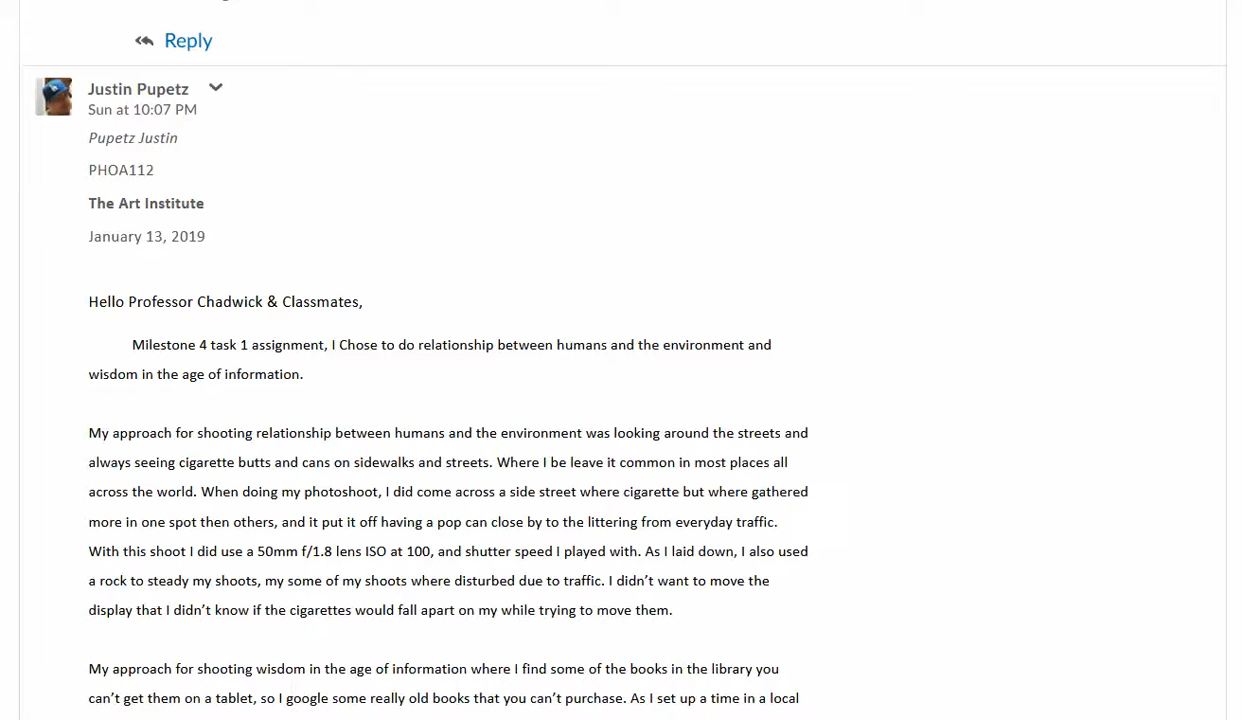 Reply
Justin Pupetz
Sun at 10:07 PM
Pupetz Justin
PHOA112
The Art Institute
January 13, 2019
Hello Professor Chadwick & Classmates,
Milestone 4 task 1 assignment, I Chose to do relationship between humans and the environment and
wisdom in the age of information.
My approach for shooting relationship between humans and the environment was looking around the streets and
always seeing cigarette butts and cans on sidewalks and streets. Where I be leave it common in most places all
across the world. When doing my photoshoot, I did come across a side street where cigarette but where gathered
more in one spot then others, and it put it off having a pop can close by to the littering from everyday traffic.
With this shoot I did use a 50mm f/1.8 lens ISO at 100, and shutter speed I played with. As I laid down, I also used
a rock to steady my shoots, my some of my shoots where disturbed due to traffic. I didn’t want to move the
display that I didn’t know if the cigarettes would fall apart on my while trying to move them.
My approach for shooting wisdom in the age of information where I find some of the books in the library you
can’t get them on a tablet, so I google some really old books that you can’t purchase. As I set up a time in a local